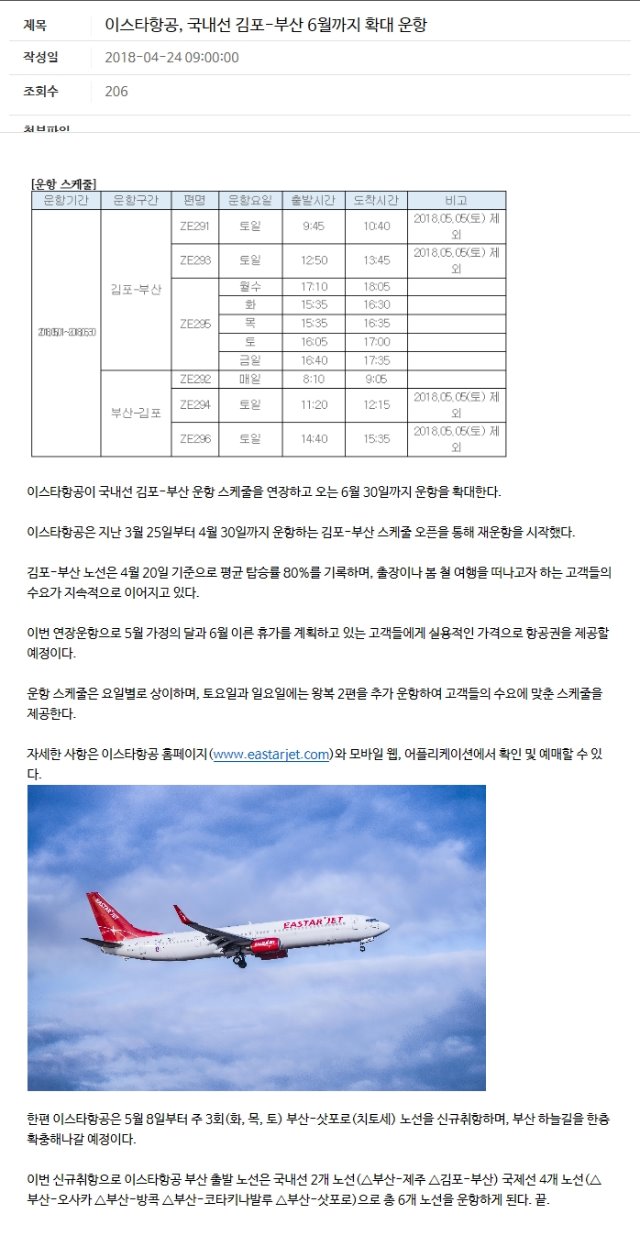 제목 이스타항공, 국내선 김포-부산 6월까지 확대 운항
작성일 2018-04-24 09:00:00
조회수 206
첨부파일
[운항 스케줄]
운항기간 운항구간 편명 운항요일 출발시간 도착시간 비고
김포-부산 ZE291 토일 9:45 10:40 2018.05.05(토) 제
외
ZE293 토일 12:50 13:45 2018.05.05(토) 제
외
ZE295 월수 17:10 18:05
화 15:35 16:30
목 15:35 16:35
토 16:05 17:00
금일 16:40 17:35
부산-김포 ZE292 매일 8:10 9:05
ZE294 토일 11:20 12:15 2018.05.05(토) 제
외
ZE296 토일 14:40 15:35 2018.05.05(토) 제
외
이스타항공이 국내선 김포-부산 운항 스케줄을 연장하고 오는 6월 30일까지 운항을 확대한다.
이스타항공은 지난 3월 25일부터 4월 30일까지 운항하는 김포-부산 스케줄 오픈을 통해 재운항을 시작했다.
김포-부산 노선은 4월 20일 기준으로 평균 탑승률 80%를 기록하며, 출장이나 봄 철 여행을 떠나고자 하는 고객들의
수요가 지속적으로 이어지고 있다.
이번 연장운항으로 5월 가정의 달과 6월 이른 휴가를 계획하고 있는 고객들에게 실용적인 가격으로 항공권을 제공할
예정이다.
운항 스케줄은 요일별로 상이하며, 토요일과 일요일에는 왕복 2편을 추가 운항하여 고객들의 수요에 맞춘 스케줄을
제공한다.
자세한 사항은 이스타항공 홈페이지(www.eastarjet.com)와 모바일 웹, 어플리케이션에서 확인 및 예매할 수 있
다.
EASTAR JET
EASTAR JET
한편 이스타항공은 5월 8일부터 주 3회(화, 목, 토) 부산-삿포로(치토세) 노선을 신규취항하며, 부산 하늘길을 한층
확충해나갈 예정이다.
이번 신규취항으로 이스타항공 부산 출발 노선은 국내선 2개 노선(△부산-제주 △김포-부산) 국제선 4개 노선(△
부산-오사카 △부산-방콕 △부산-코타키나발루 △부산-삿포로)으로 총 6개 노선을 운항하게 된다. 끝.